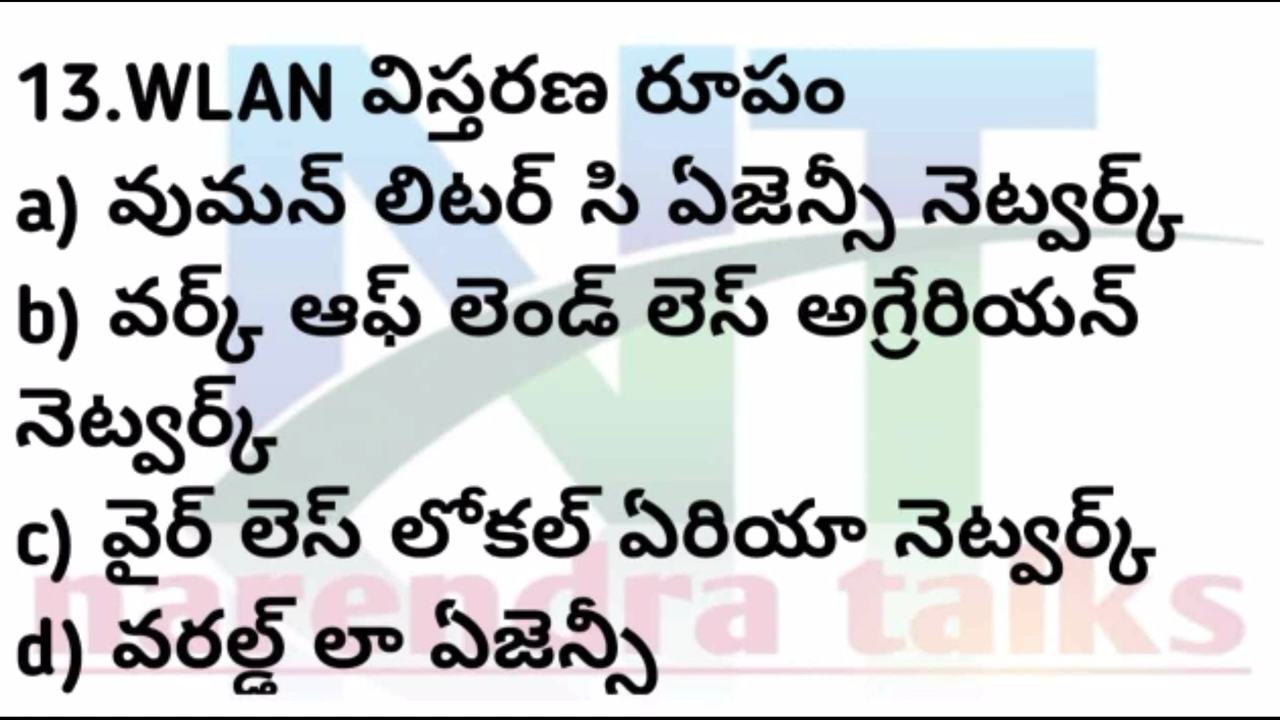 13.WLAN విస్తరణ రూపం
a) వుమన్ లిటర్ సి ఏజెన్సీ నెట్వర్క్
b) వర్క్ ఆఫ్ లెండ్ లెస్ అగ్రేరియన్
నెట్వర్క్
c) వైర్ లెస్ లోకల్ ఏరియా నెట్వర్క్
narendra talks
d) వరల్డ్ లా ఏజెన్సీ